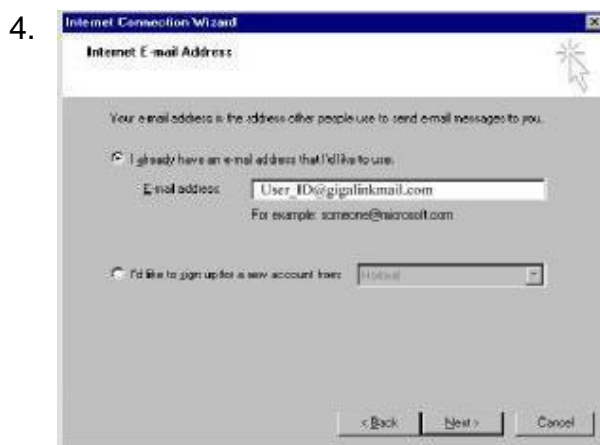 4.
Internet Connection Wizard
Internet E-mail Address
Your e-mail address is the address other people use to send e-mail messages to you.
I already have an e-mail address that I'd like to use.
E-mail address: User_ID@gigalinkmail.com
For example: someone@microsoft.com
I'd like to sign up for a new account from: Hotmail
< Back Next > Cancel